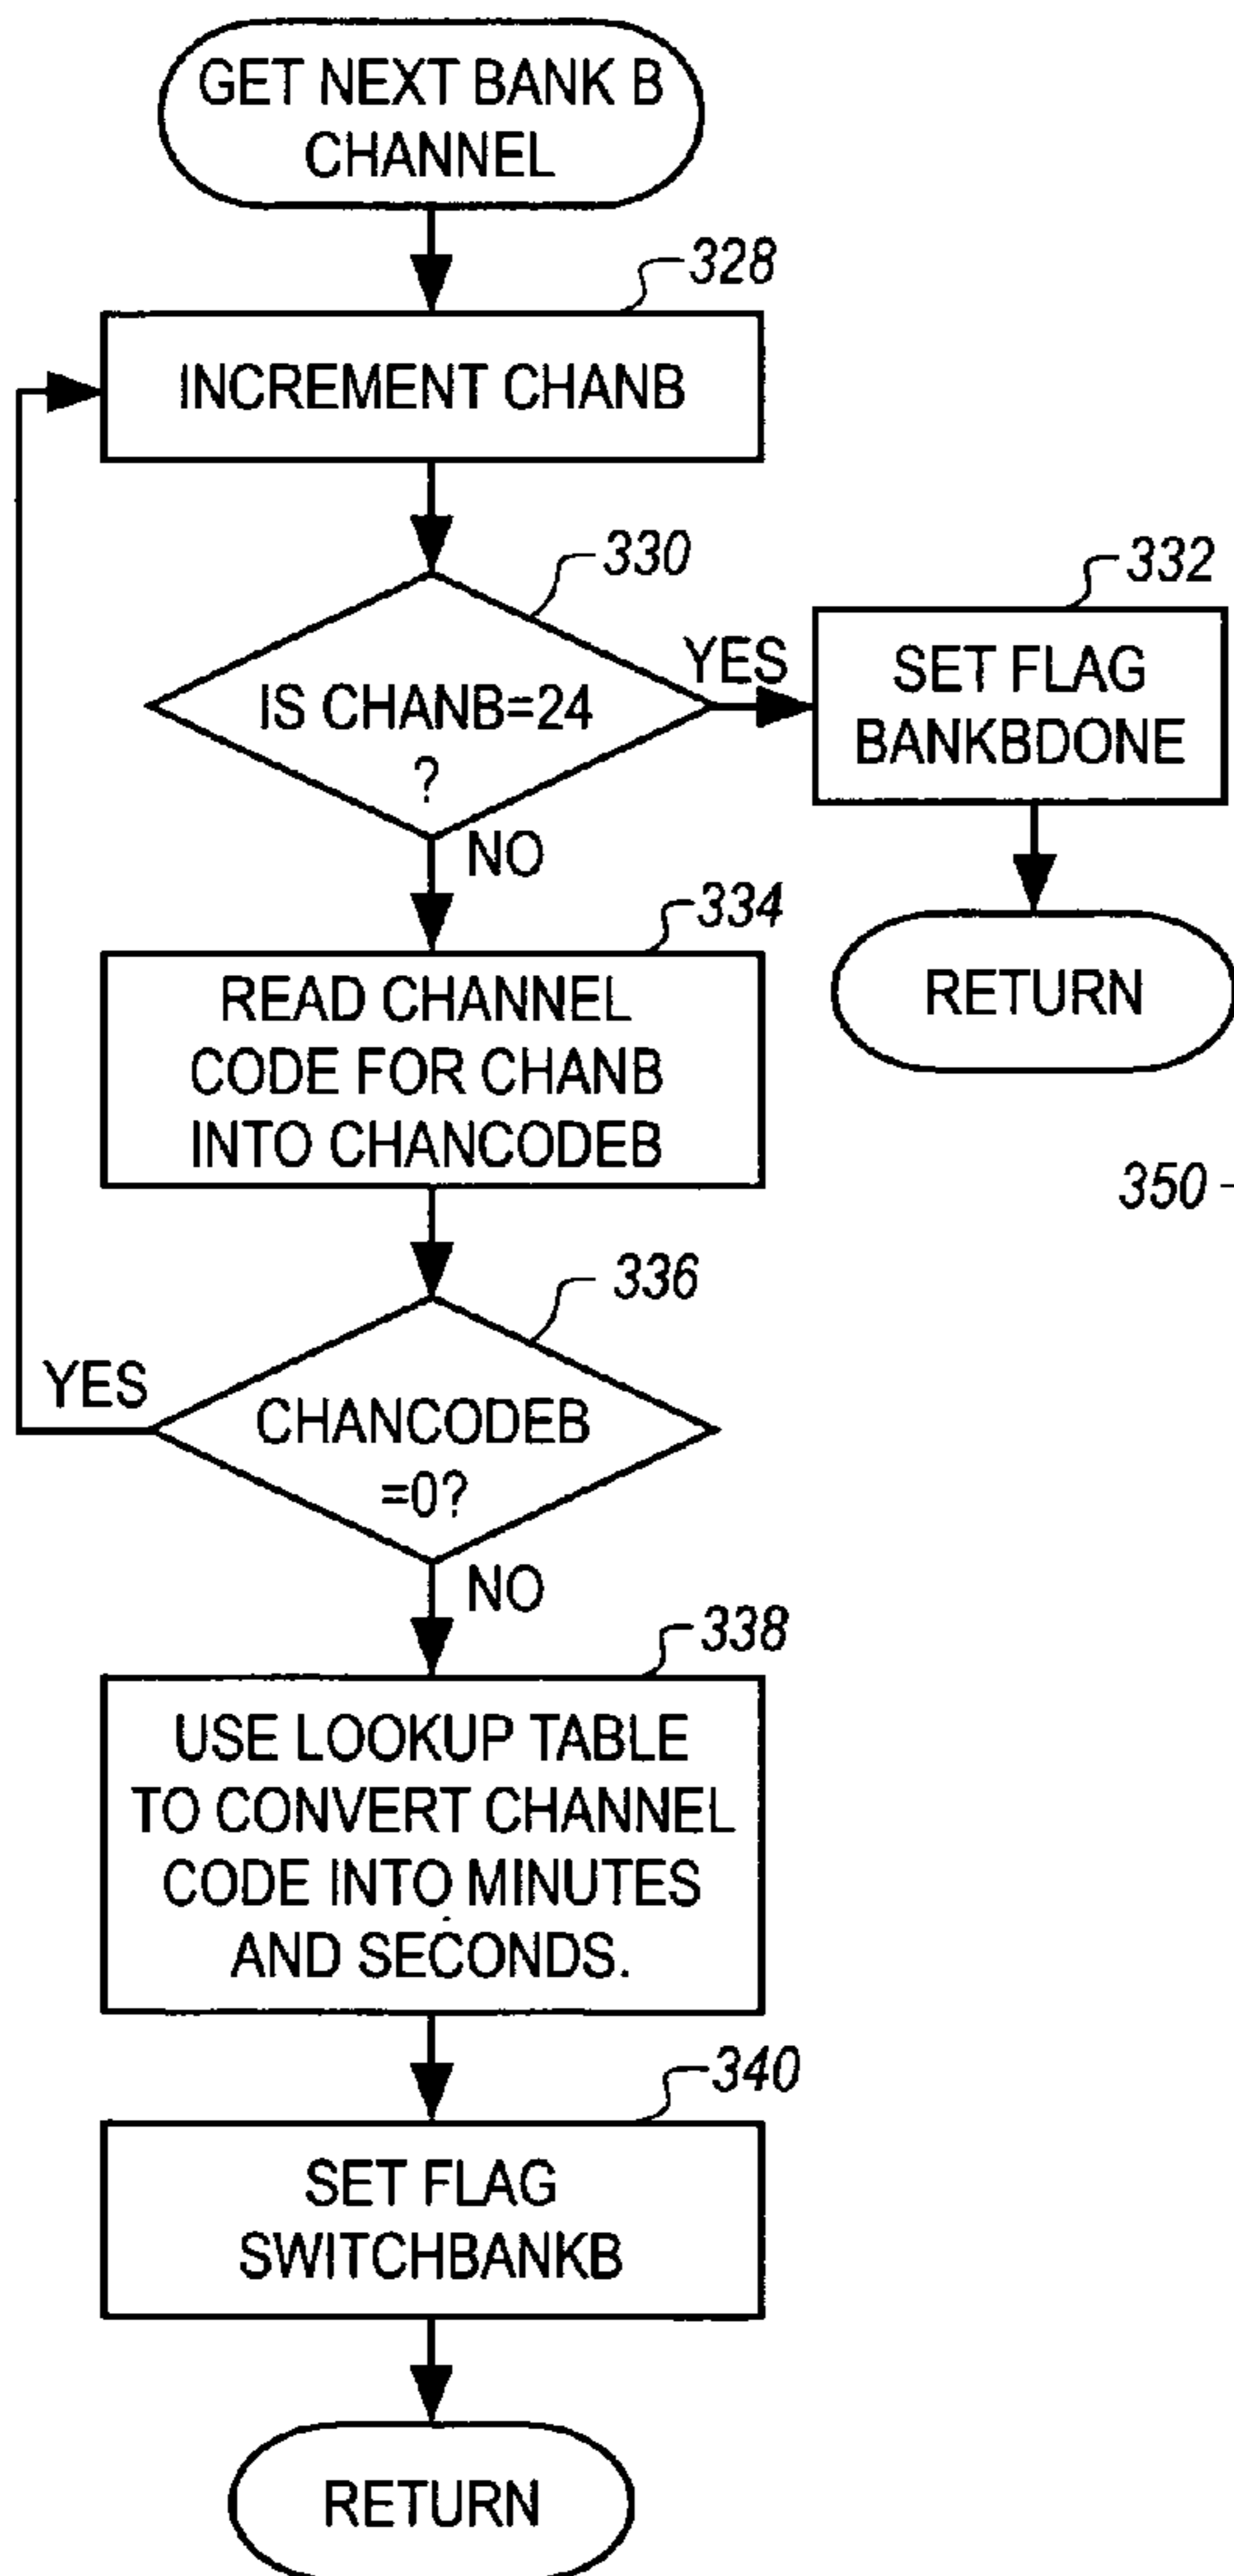 GET NEXT BANK B
CHANNEL
328
INCREMENT CHANB
330
IS CHANB=24
?
YES
332
SET FLAG
BANKBDONE
NO
RETURN
334
READ CHANNEL
CODE FOR CHANB
INTO CHANCODEB
350
336
YES
CHANCODEB
=0?
NO
338
USE LOOKUP TABLE
TO CONVERT CHANNEL
CODE INTO MINUTES
AND SECONDS.
340
SET FLAG
SWITCHBANKB
RETURN